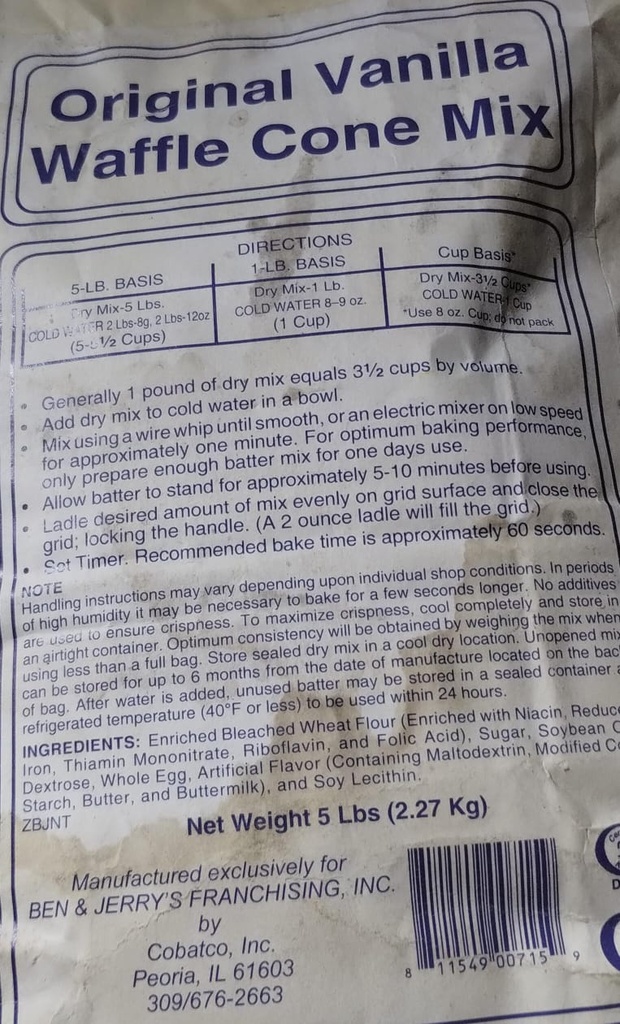 Original Vanilla
Waffle Cone Mix
DIRECTIONS
5-LB. BASIS
1-LB. BASIS
Cup Basis*
Dry Mix-5 Lbs.
COLD WATER 2 Lbs-8g, 2 Lbs-12oz
(5-5½ Cups)
Dry Mix-1 Lb.
COLD WATER 8–9 oz.
(1 Cup)
Dry Mix-3½ Cups*
COLD WATER-1 Cup
*Use 8 oz. Cup; do not pack
• Generally 1 pound of dry mix equals 3½ cups by volume.
• Add dry mix to cold water in a bowl.
• Mix using a wire whip until smooth, or an electric mixer on low speed
for approximately one minute. For optimum baking performance,
only prepare enough batter mix for one days use.
• Allow batter to stand for approximately 5-10 minutes before using.
• Ladle desired amount of mix evenly on grid surface and close the
grid; locking the handle. (A 2 ounce ladle will fill the grid.)
• Set Timer. Recommended bake time is approximately 60 seconds.
NOTE
Handling instructions may vary depending upon individual shop conditions. In periods
of high humidity it may be necessary to bake for a few seconds longer. No additives
are used to ensure crispness. To maximize crispness, cool completely and store in
an airtight container. Optimum consistency will be obtained by weighing the mix when
using less than a full bag. Store sealed dry mix in a cool dry location. Unopened mix
can be stored for up to 6 months from the date of manufacture located on the bac
of bag. After water is added, unused batter may be stored in a sealed container a
refrigerated temperature (40°F or less) to be used within 24 hours.
INGREDIENTS: Enriched Bleached Wheat Flour (Enriched with Niacin, Reduce
Iron, Thiamin Mononitrate, Riboflavin, and Folic Acid), Sugar, Soybean O
Dextrose, Whole Egg, Artificial Flavor (Containing Maltodextrin, Modified Co
Starch, Butter, and Buttermilk), and Soy Lecithin.
ZBJNT
Net Weight 5 Lbs (2.27 Kg)
Manufactured exclusively for
BEN & JERRY'S FRANCHISING, INC.
by
Cobatco, Inc.
Peoria, IL 61603
309/676-2663
8 11549 00715 9